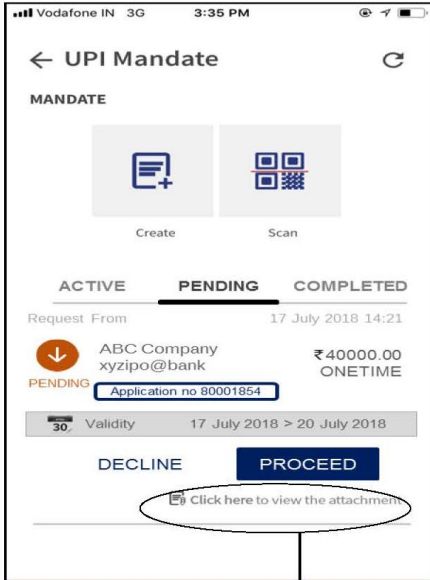 Vodafone IN 3G 3:35 PM
← UPI Mandate
MANDATE
Create Scan
ACTIVE PENDING COMPLETED
Request From 17 July 2018 14:21
ABC Company ₹40000.00
xyzipo@bank ONETIME
PENDING Application no 80001854
30 Validity 17 July 2018 > 20 July 2018
DECLINE PROCEED
Click here to view the attachment